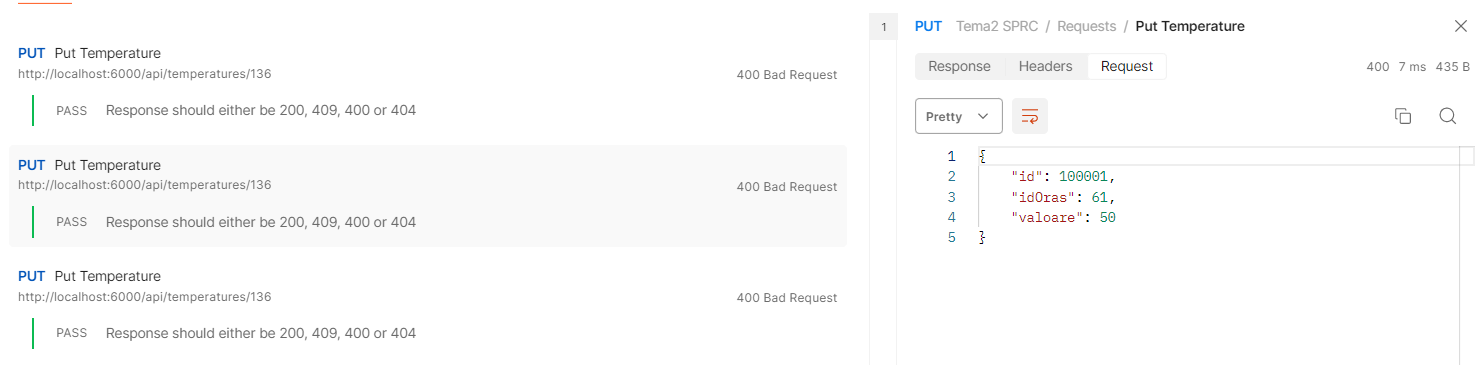 PUT Put Temperature
http://localhost:6000/api/temperatures/136
400 Bad Request
PASS Response should either be 200, 409, 400 or 404
PUT Put Temperature
http://localhost:6000/api/temperatures/136
400 Bad Request
PASS Response should either be 200, 409, 400 or 404
PUT Put Temperature
http://localhost:6000/api/temperatures/136
400 Bad Request
PASS Response should either be 200, 409, 400 or 404
1
PUT Tema2 SPRC / Requests / Put Temperature
Response Headers Request
400 7 ms 435 B
Pretty
1 {
2 "id": 100001,
3 "idOras": 61,
4 "valoare": 50
5 }